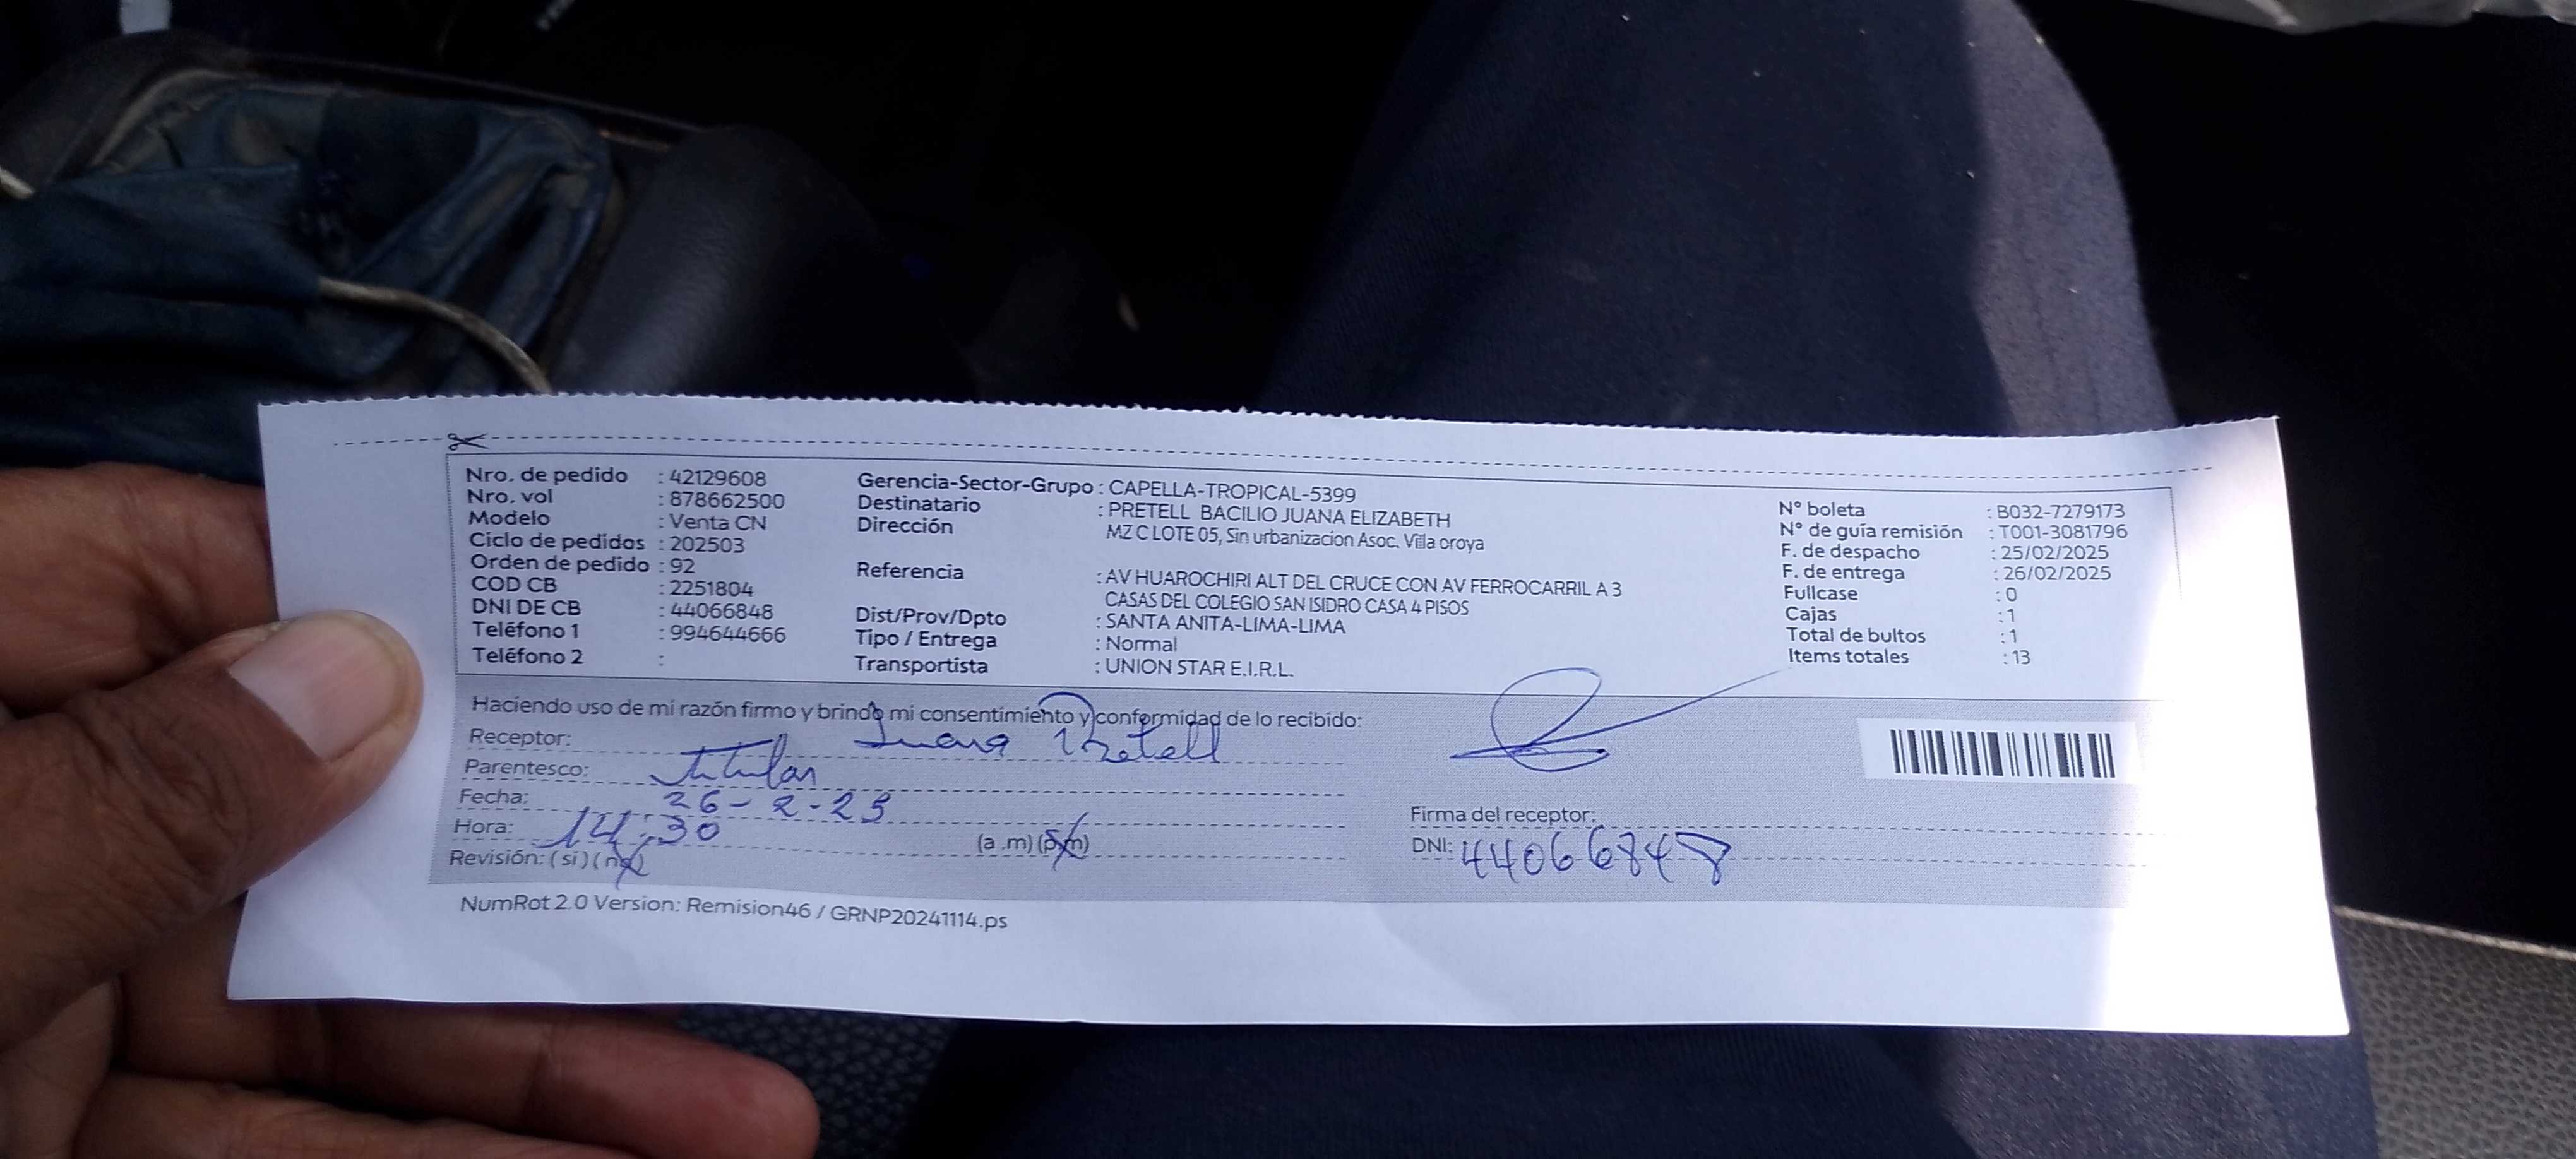 Nro. de pedido : 42129608
Nro. vol : 878662500
Modelo : Venta CN
Ciclo de pedidos : 202503
Orden de pedido : 92
COD CB : 2251804
DNI DE CB : 44066848
Teléfono 1 : 994644666
Teléfono 2 :
Gerencia-Sector-Grupo : CAPELLA-TROPICAL-5399
Destinatario : PRETELL BACILIO JUANA ELIZABETH
Dirección MZ C LOTE 05, Sin urbanizacion Asoc. Villa oroya
Referencia : AV HUAROCHIRI ALT DEL CRUCE CON AV FERROCARRIL A 3
CASAS DEL COLEGIO SAN ISIDRO CASA 4 PISOS
Dist/Prov/Dpto : SANTA ANITA-LIMA-LIMA
Tipo / Entrega : Normal
Transportista : UNION STAR E.I.R.L.
N° boleta : B032-7279173
N° de guía remisión : T001-3081796
F. de despacho : 25/02/2025
F. de entrega : 26/02/2025
Fullcase : 0
Cajas : 1
Total de bultos : 1
Items totales : 13
Haciendo uso de mi razón firmo y brindo mi consentimiento y conformidad de lo recibido:
Receptor: Juana Pretell
Parentesco: titular
Fecha: 26-2-25
Hora: 14:30 (a.m) (p.m)
Revisión: (si) (no)
Firma del receptor:
DNI: 44066848
NumRot 2.0 Version: Remision46 / GRNP20241114.ps